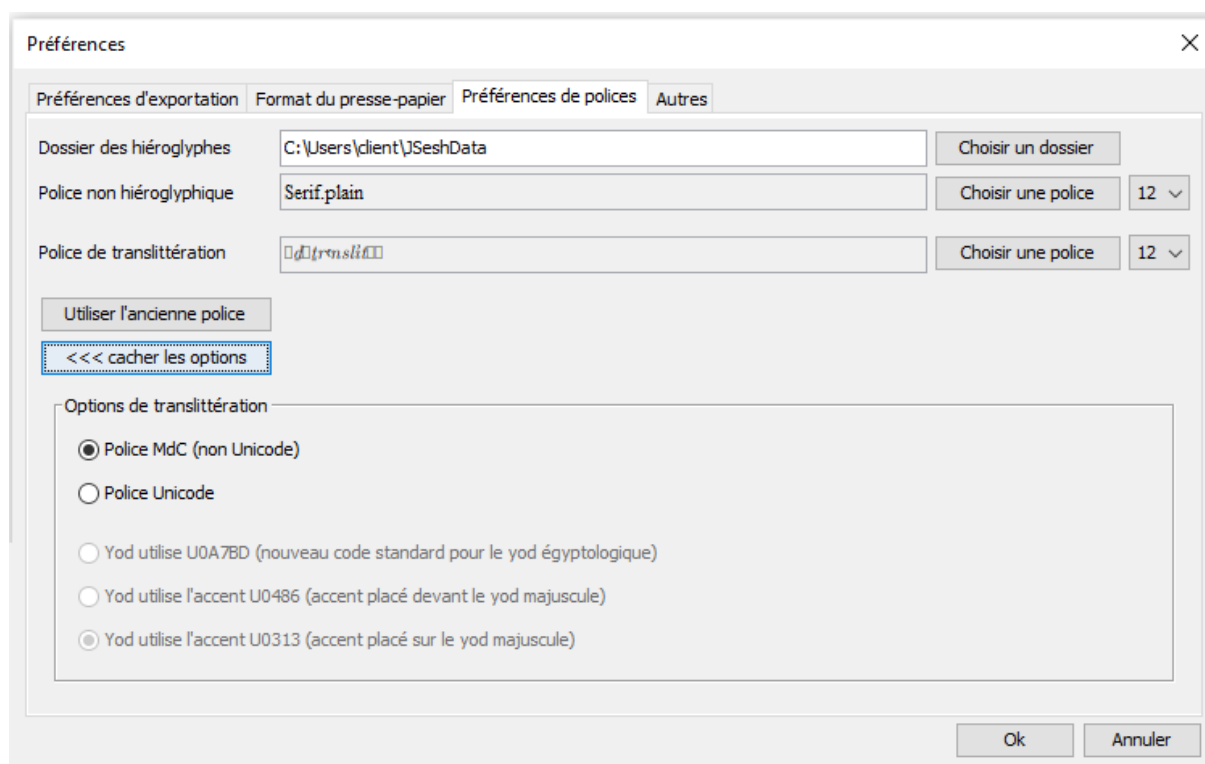 Préférences
Préférences d'exportation Format du presse-papier Préférences de polices Autres
Dossier des hiéroglyphes C:\Users\client\JSeshData Choisir un dossier
Police non hiéroglyphique Serif.plain Choisir une police 12
Police de translittération Choisir une police 12
Utiliser l'ancienne police
<<< cacher les options
Options de translittération
Police MdC (non Unicode)
Police Unicode
Yod utilise U0A7BD (nouveau code standard pour le yod égyptologique)
Yod utilise l'accent U0486 (accent placé devant le yod majuscule)
Yod utilise l'accent U0313 (accent placé sur le yod majuscule)
Ok Annuler